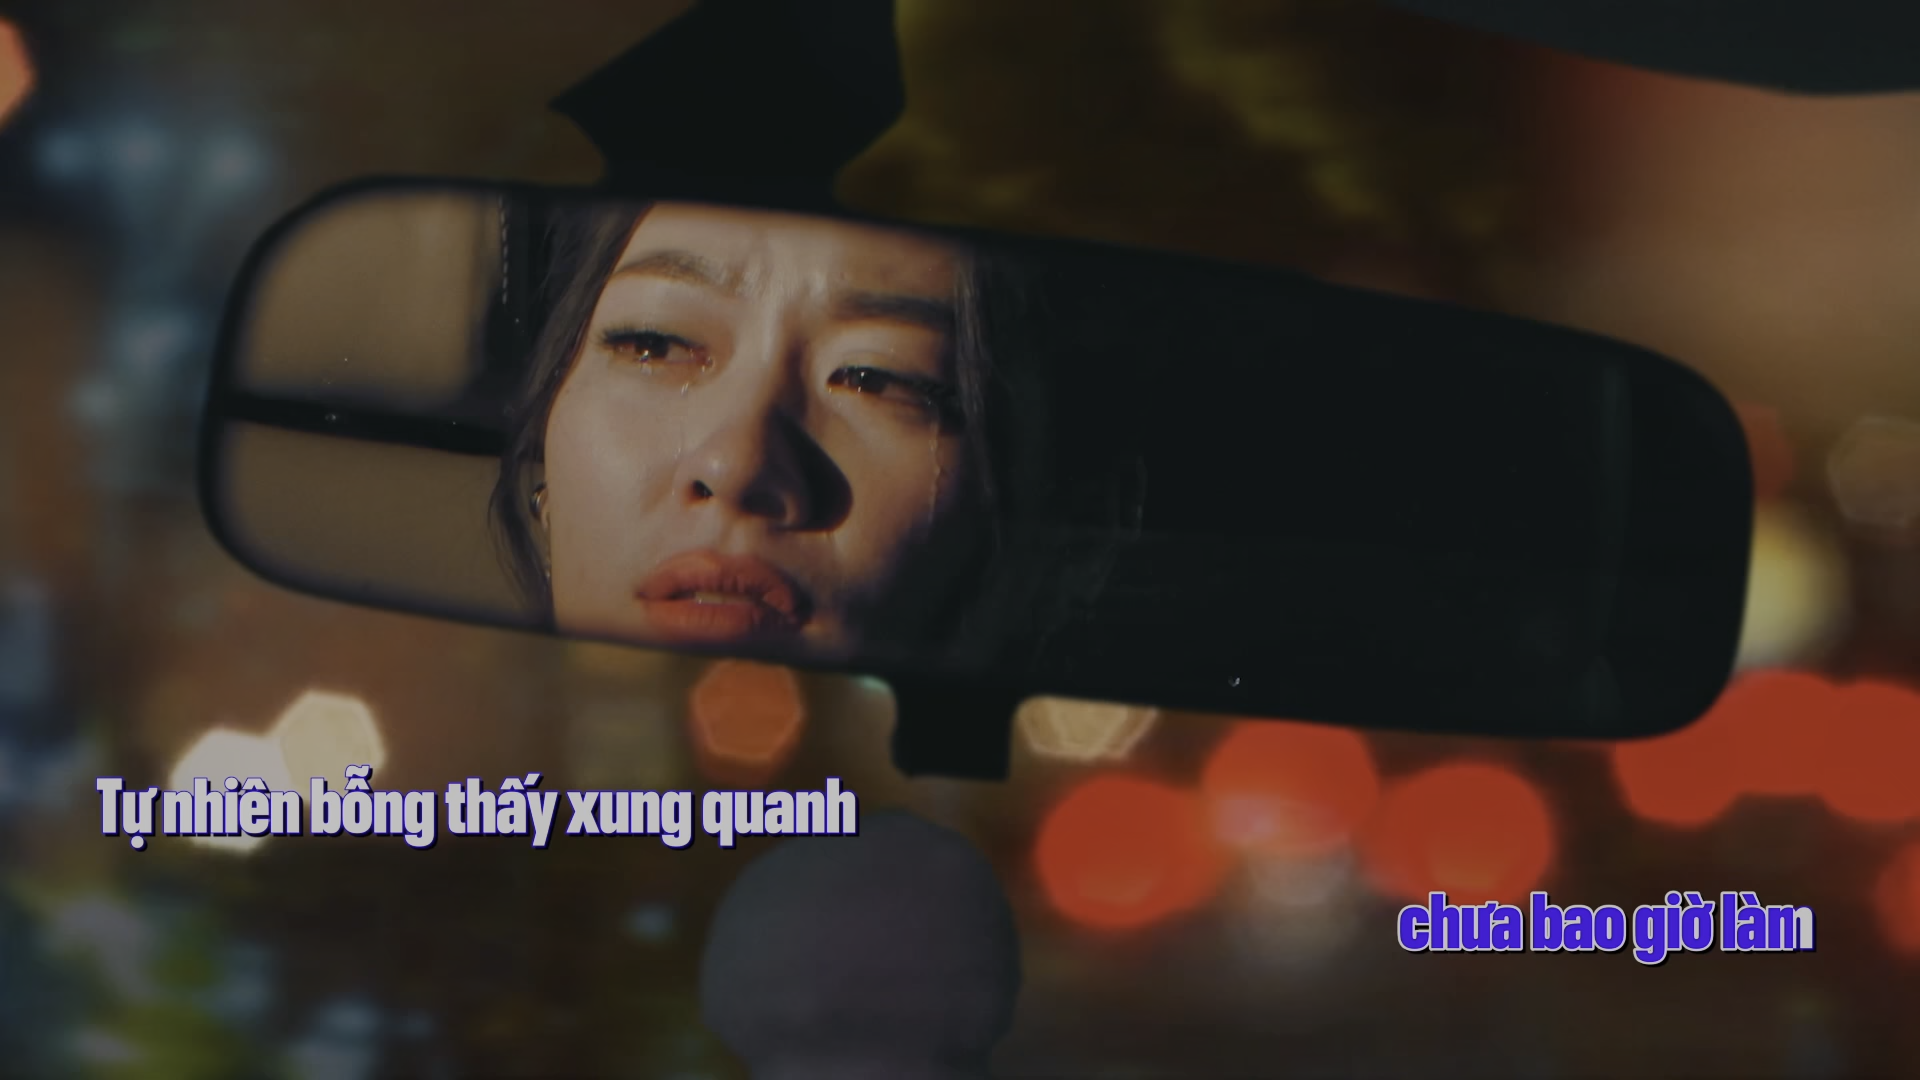 Tự nhiên bỗng thấy xung quanh
chưa bao giờ làm